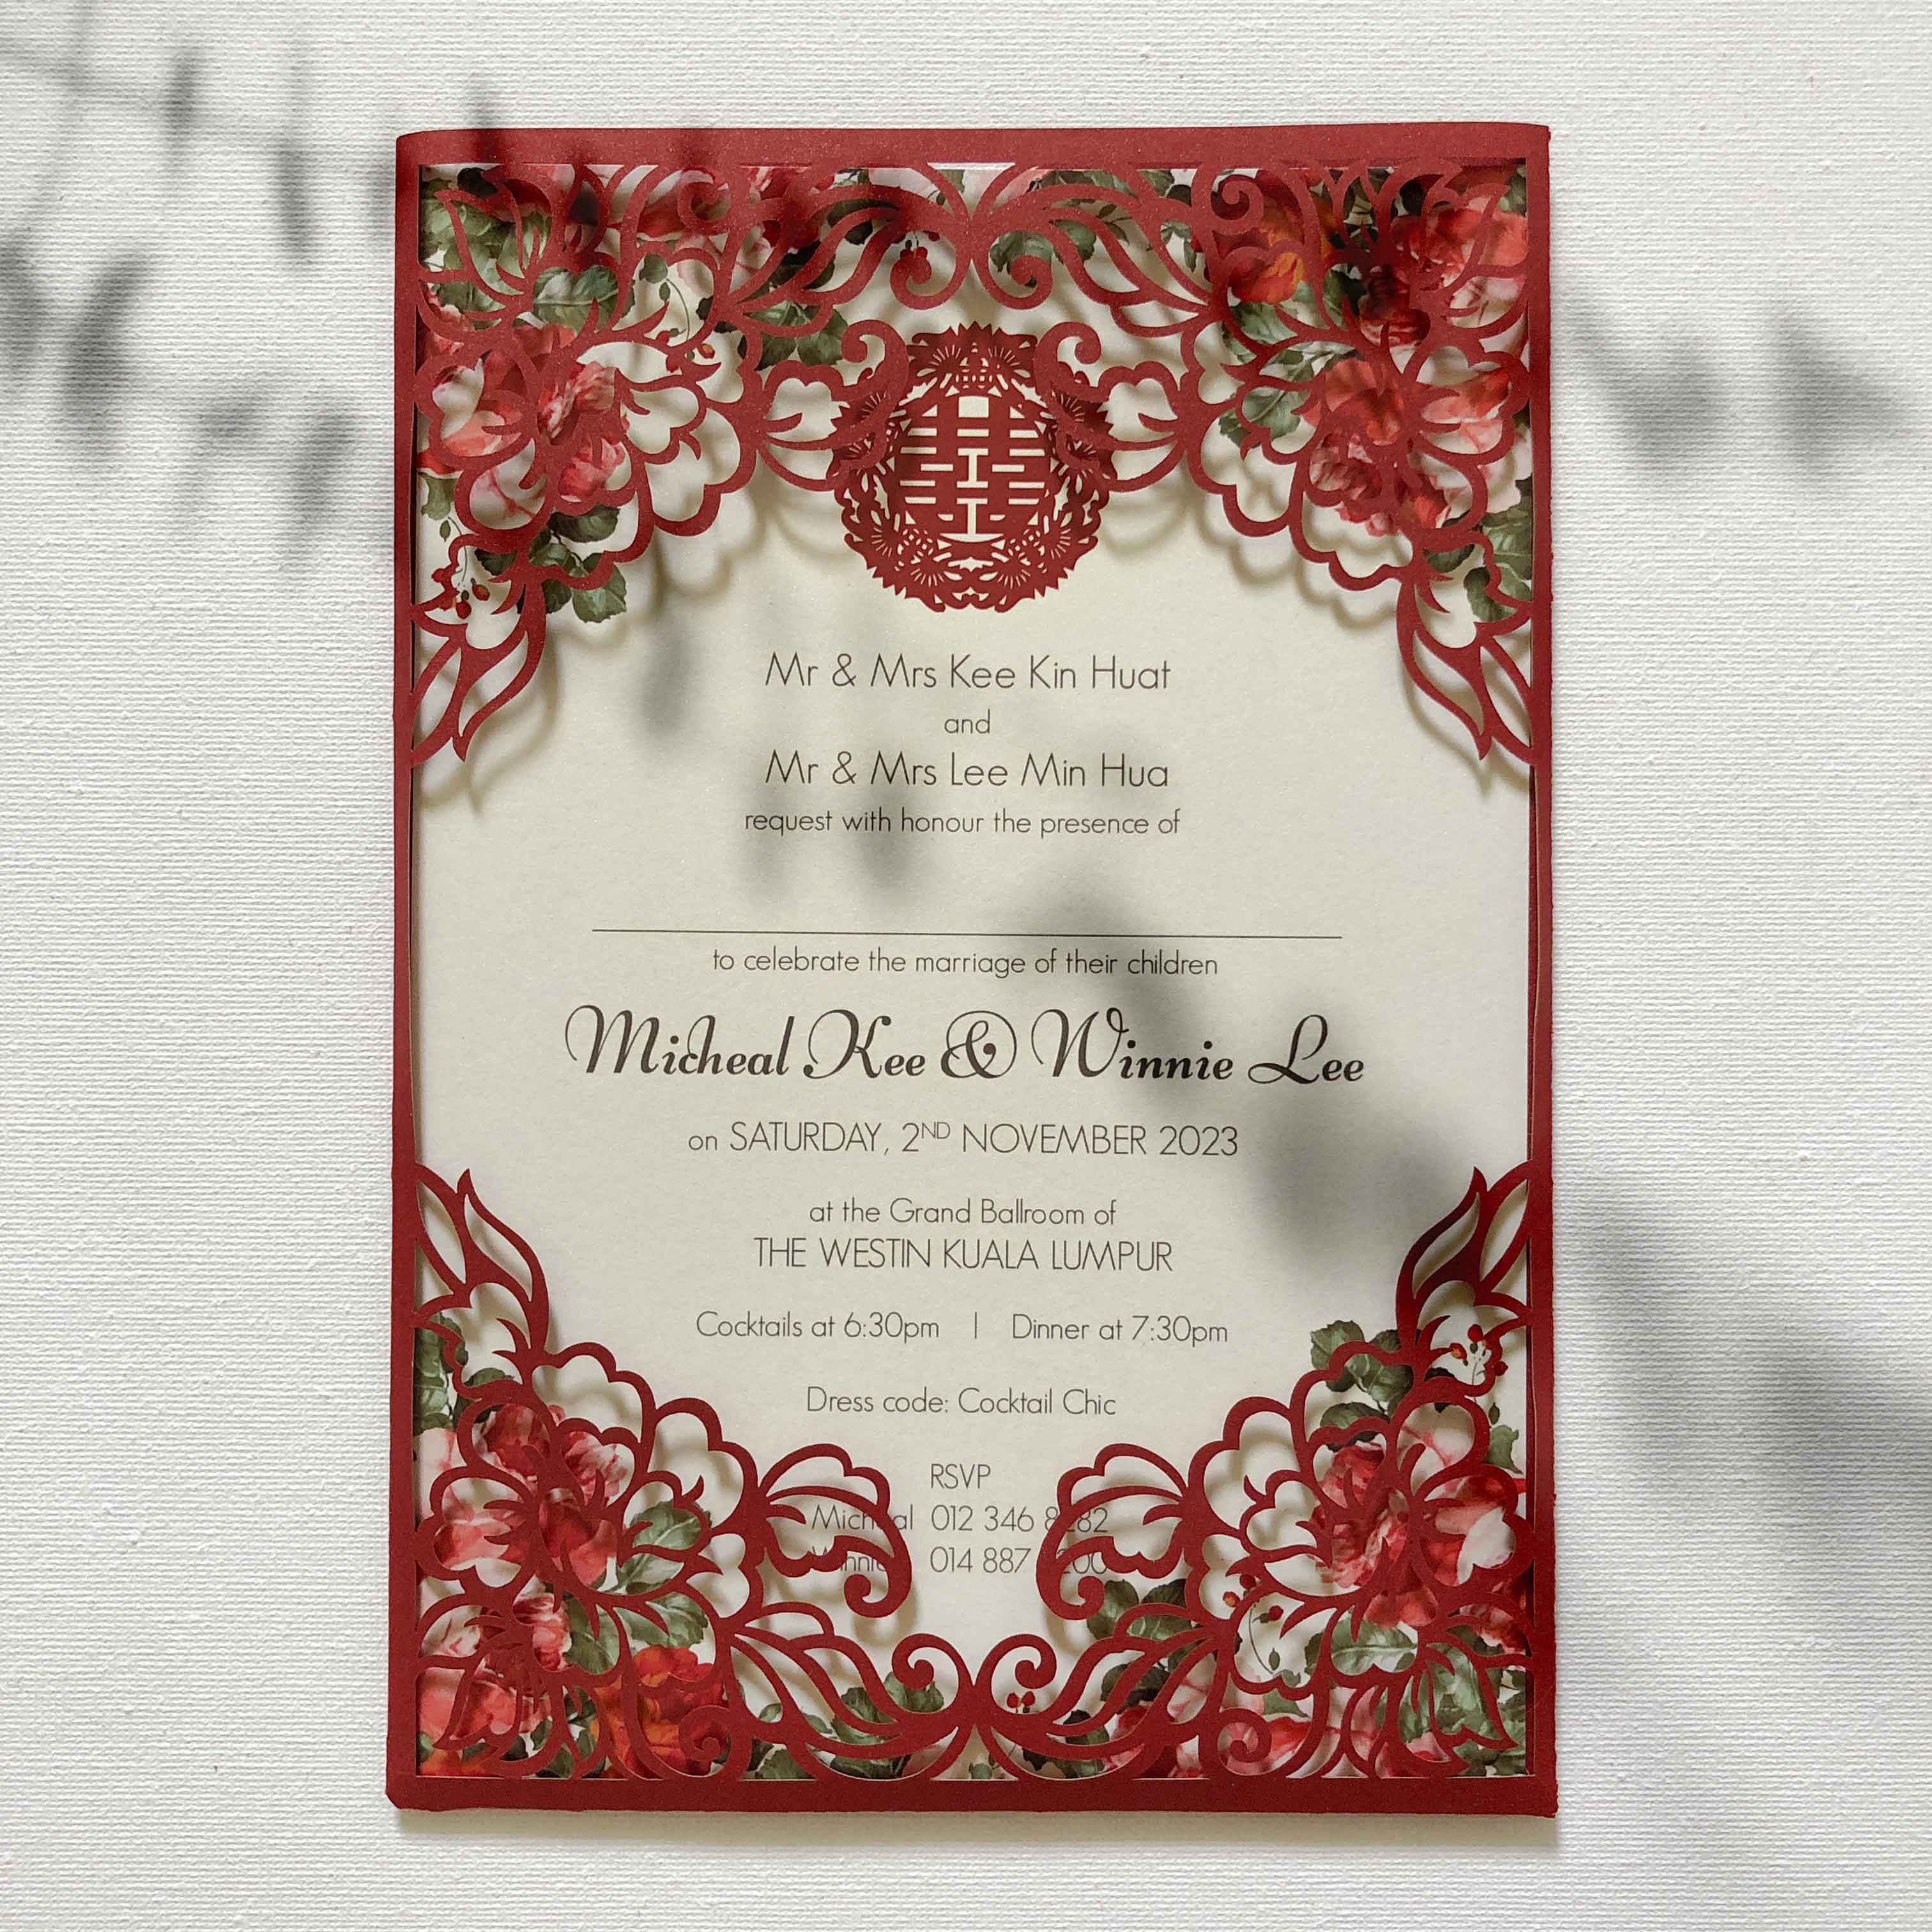 囍
Mr & Mrs Kee Kin Huat
and
Mr & Mrs Lee Min Hua
request with honour the presence of
to celebrate the marriage of their children
Micheal Kee & Winnie Lee
on SATURDAY, 2ND NOVEMBER 2023
at the Grand Ballroom of
THE WESTIN KUALA LUMPUR
Cocktails at 6:30pm | Dinner at 7:30pm
Dress code: Cocktail Chic
RSVP
Micheal 012 346
Winnie 014 887